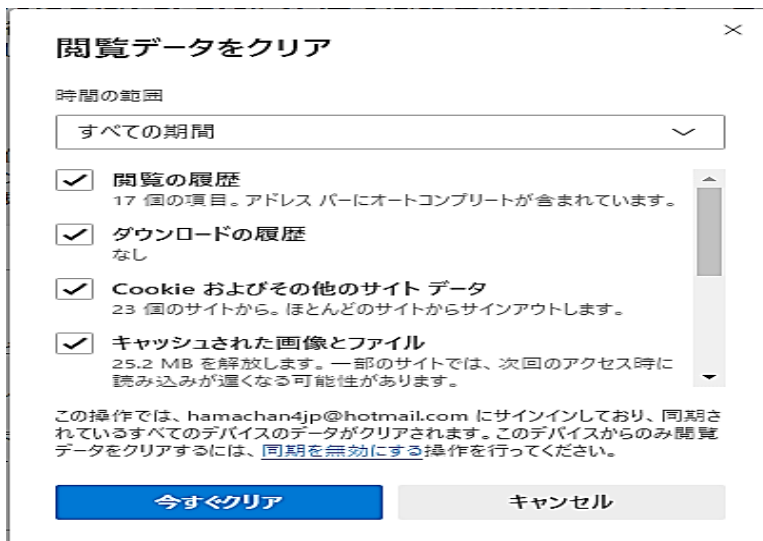 閲覧データをクリア
時間の範囲
すべての期間
閲覧の履歴
17 個の項目。アドレス バーにオートコンプリートが含まれています。
ダウンロードの履歴
なし
Cookie およびその他のサイト データ
23 個のサイトから。ほとんどのサイトからサインアウトします。
キャッシュされた画像とファイル
25.2 MB を解放します。一部のサイトでは、次回のアクセス時に
読み込みが遅くなる可能性があります。
この操作では、hamachan4jp@hotmail.com にサインインしており、同期さ
れているすべてのデバイスのデータがクリアされます。このデバイスからのみ閲覧
データをクリアするには、同期を無効にする操作を行ってください。
今すぐクリア
キャンセル